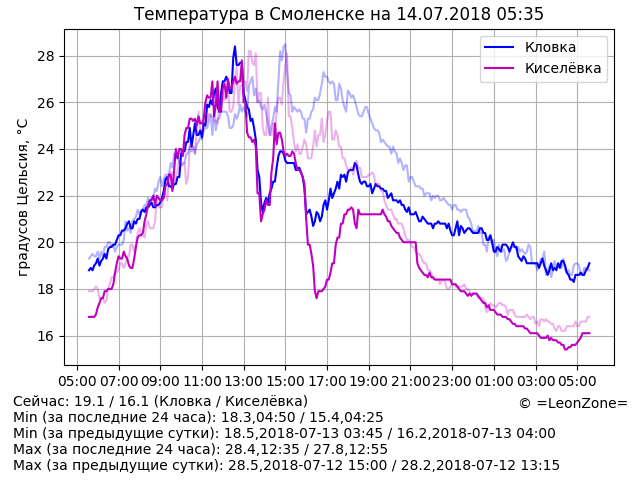 Температура в Смоленске на 14.07.2018 05:35
Кловка
Киселёвка
градусов Цельсия, °C
28
26
24
22
20
18
16
05:00 07:00 09:00 11:00 13:00 15:00 17:00 19:00 21:00 23:00 01:00 03:00 05:00
Сейчас: 19.1 / 16.1 (Кловка / Киселёвка)
© =LeonZone=
Min (за последние 24 часа): 18.3,04:50 / 15.4,04:25
Min (за предыдущие сутки): 18.5,2018-07-13 03:45 / 16.2,2018-07-13 04:00
Max (за последние 24 часа): 28.4,12:35 / 27.8,12:55
Max (за предыдущие сутки): 28.5,2018-07-12 15:00 / 28.2,2018-07-12 13:15